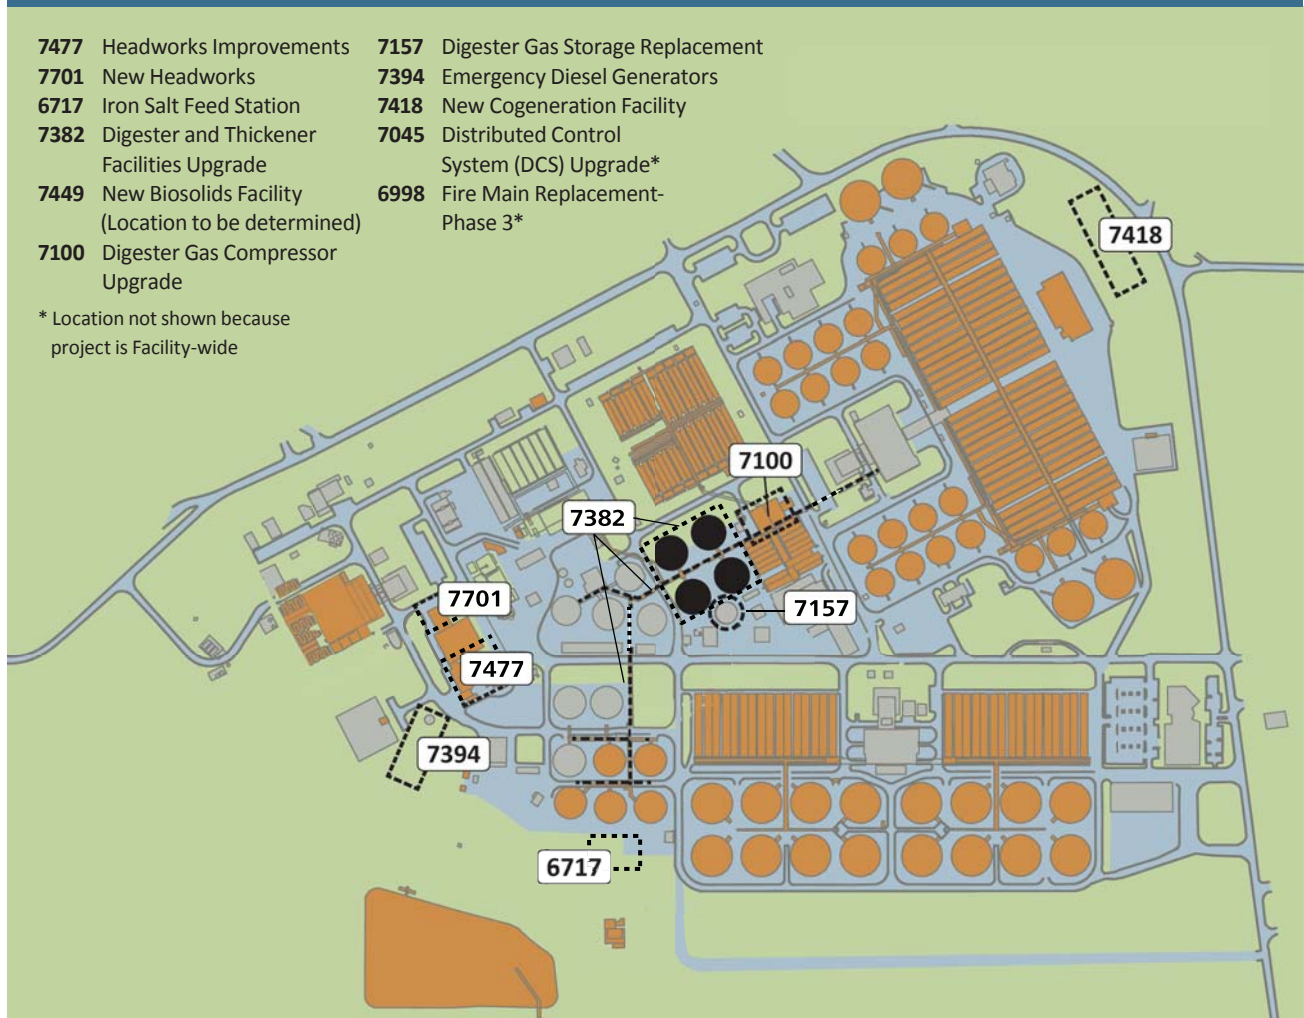 7477 Headworks Improvements
7701 New Headworks
6717 Iron Salt Feed Station
7382 Digester and Thickener
Facilities Upgrade
7449 New Biosolids Facility
(Location to be determined)
7100 Digester Gas Compressor
Upgrade
* Location not shown because
project is Facility-wide
7157 Digester Gas Storage Replacement
7394 Emergency Diesel Generators
7418 New Cogeneration Facility
7045 Distributed Control
System (DCS) Upgrade*
6998 Fire Main Replacement-
Phase 3*
7418
7100
7382
7701
7157
7477
7394
6717